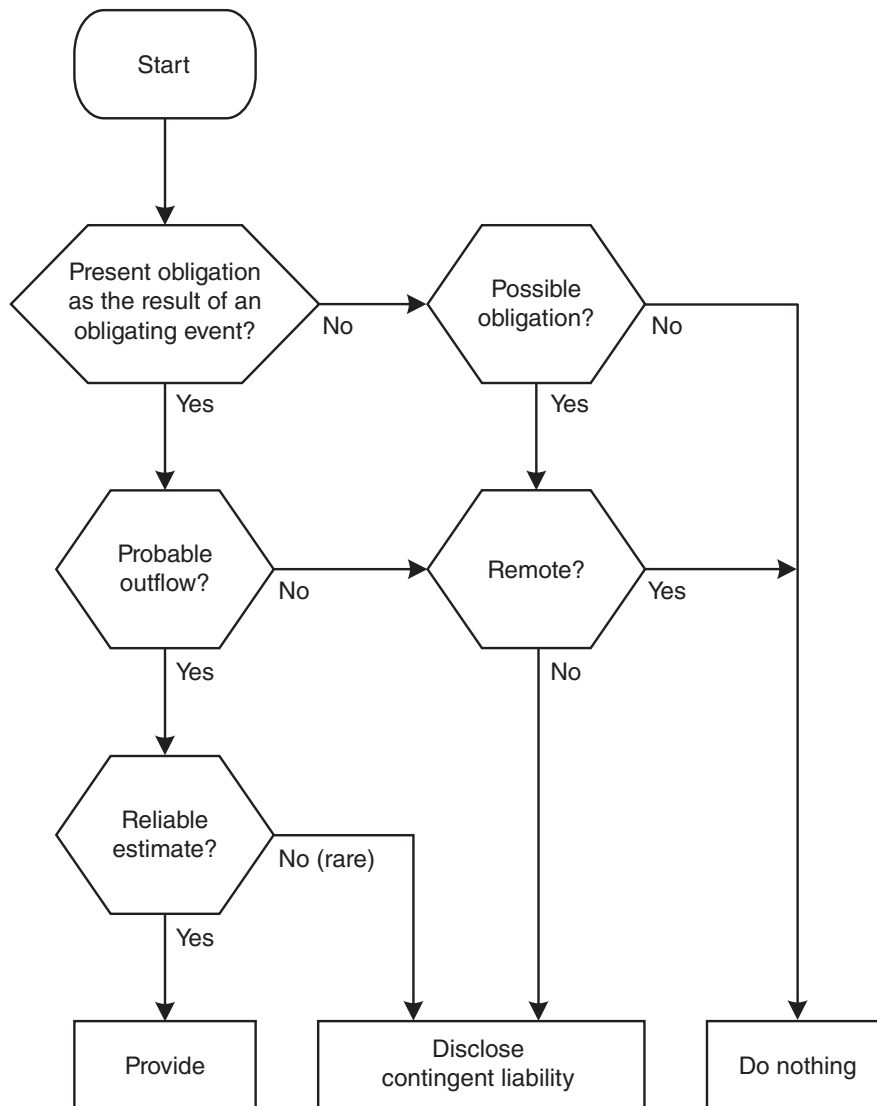 Start
Present obligation
as the result of an
obligating event?
No
Possible
obligation?
No
Yes
Yes
Probable
outflow?
No
Remote?
Yes
Yes
No
Reliable
estimate?
No (rare)
Yes
Provide
Disclose
contingent liability
Do nothing